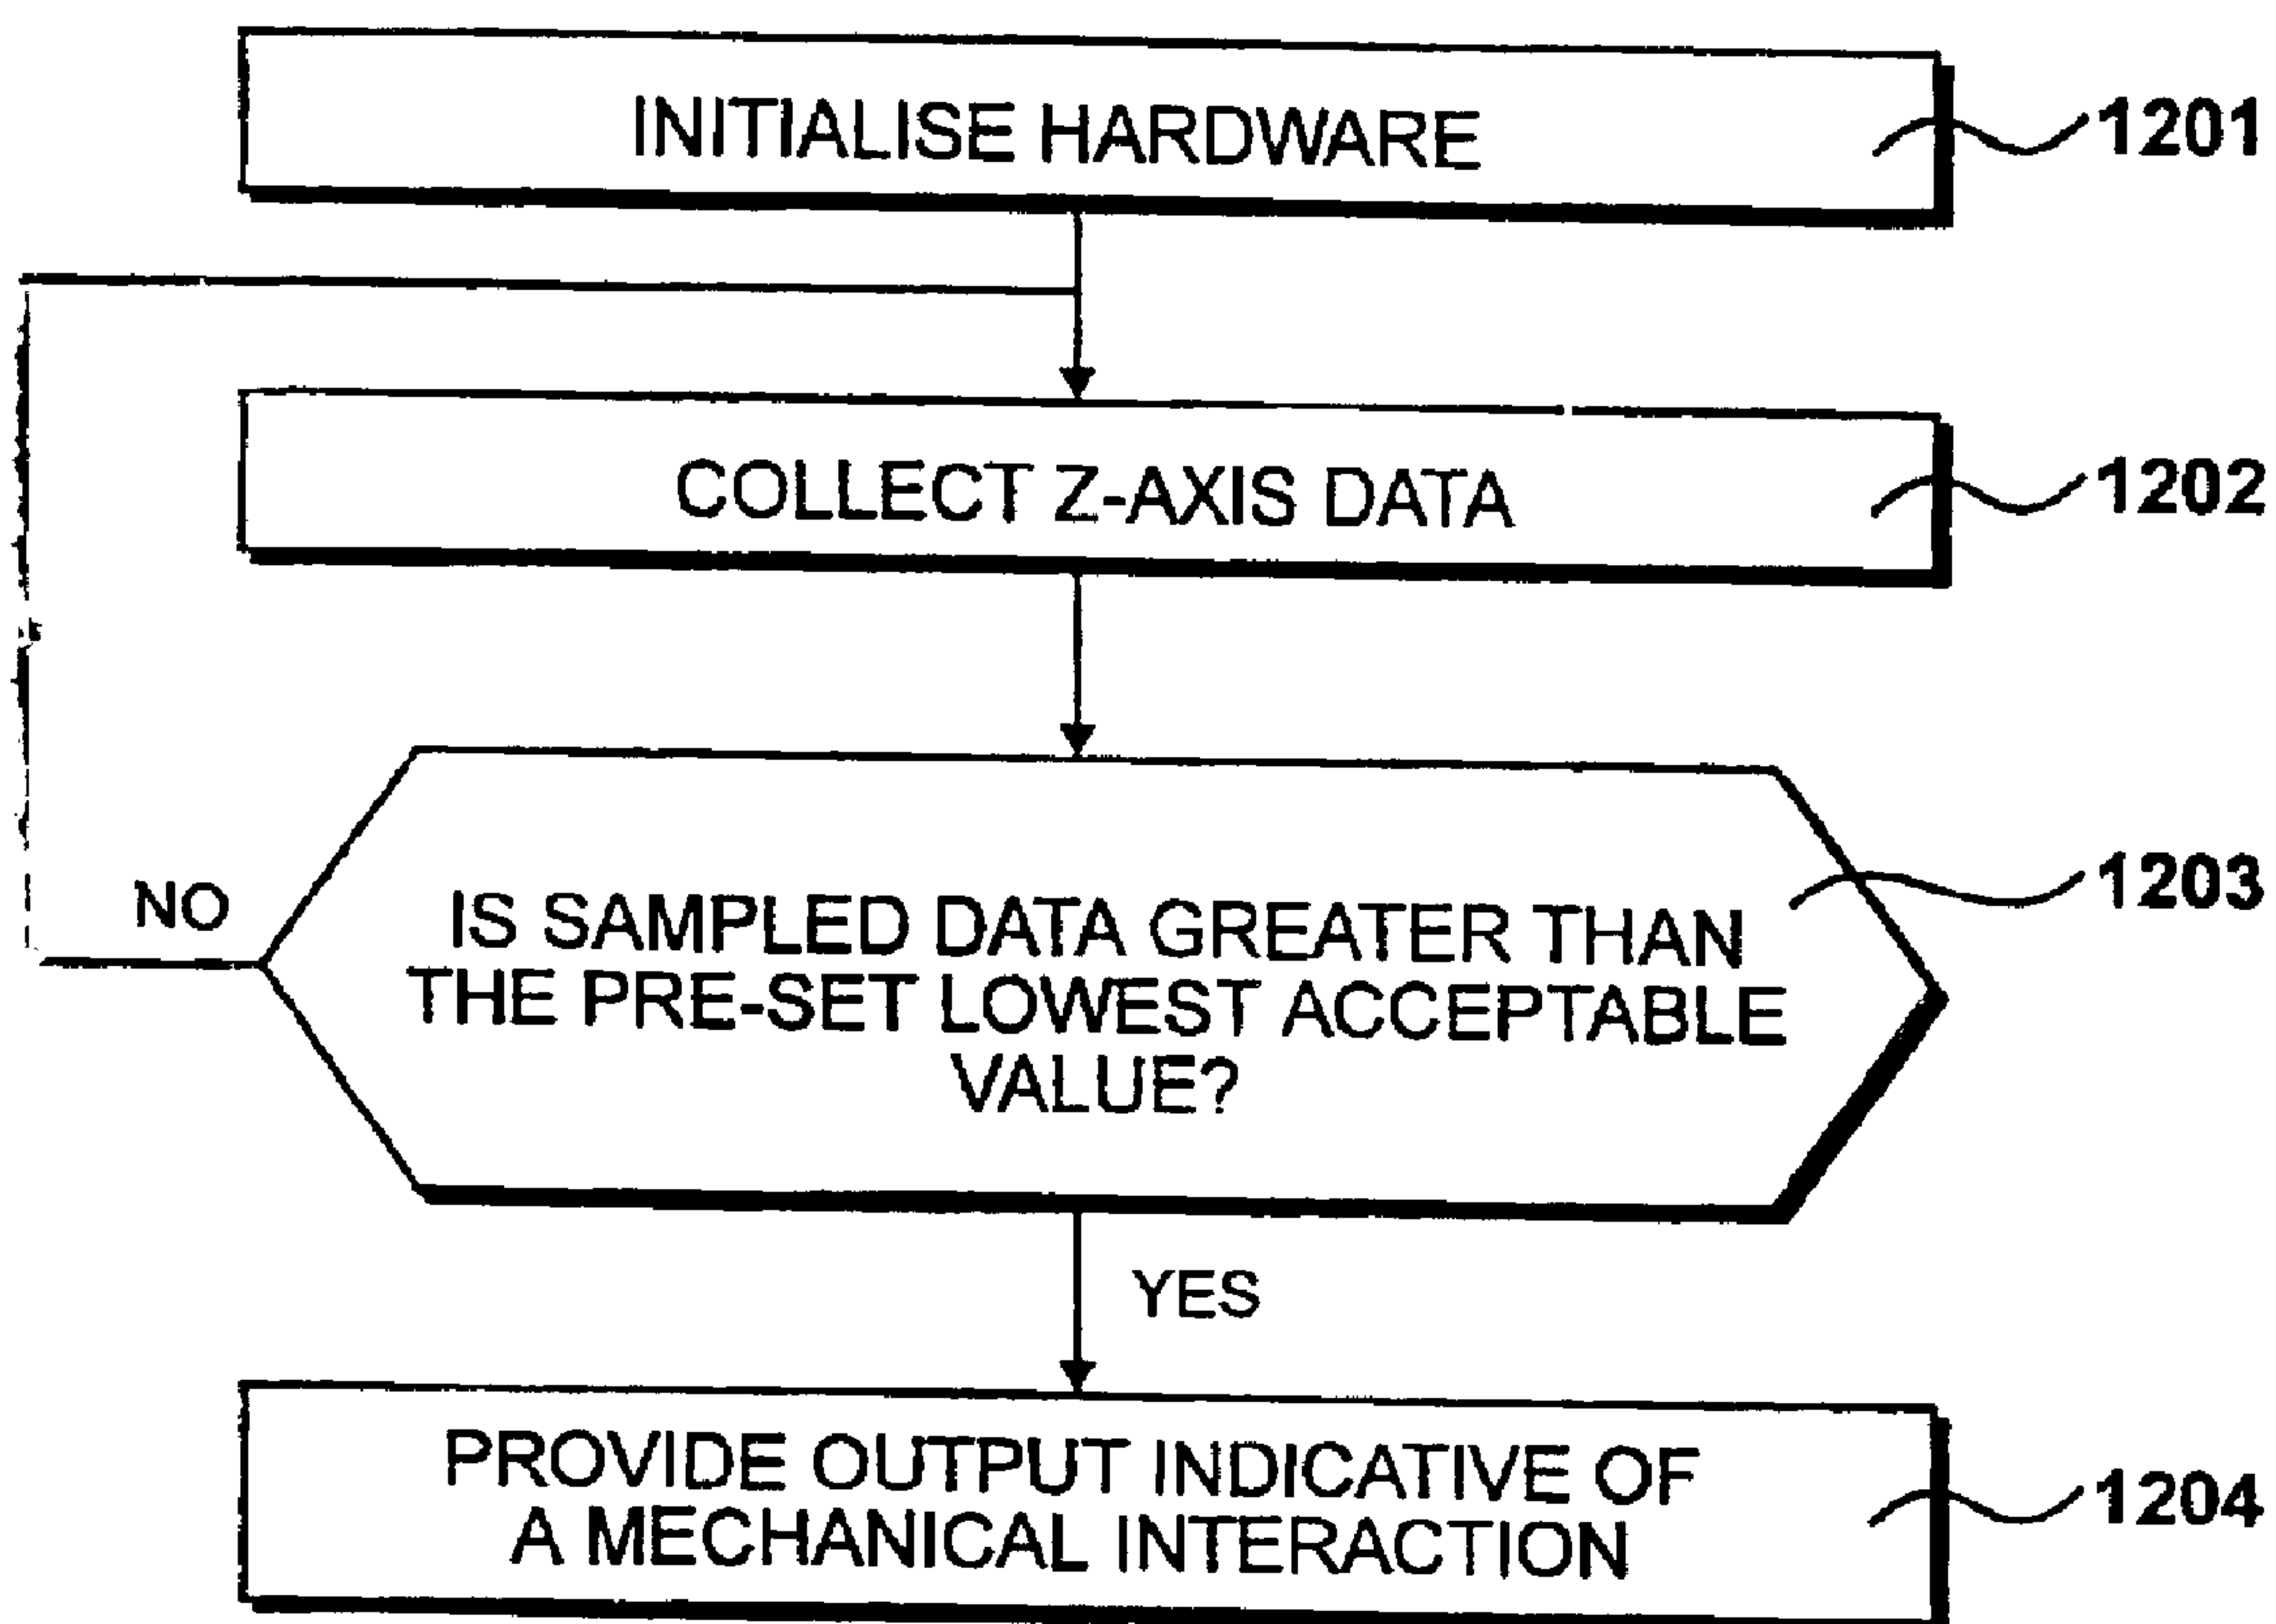 INITIALISE HARDWARE
1201
COLLECT Z-AXIS DATA
1202
IS SAMPLED DATA GREATER THAN
THE PRE-SET LOWEST ACCEPTABLE
VALUE?
1203
NO
YES
PROVIDE OUTPUT INDICATIVE OF
A MECHANICAL INTERACTION
1204